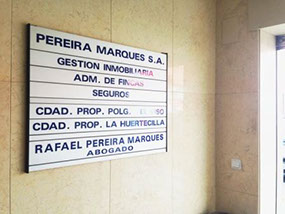 PEREIRA MARQUES S.A.
GESTION INMOBILIARIA
ADM. DE FINCAS
SEGUROS
CDAD. PROP. POLG.
CDAD. PROP. LA HUERTECILLA
RAFAEL PEREIRA MARQUES
ABOGADO